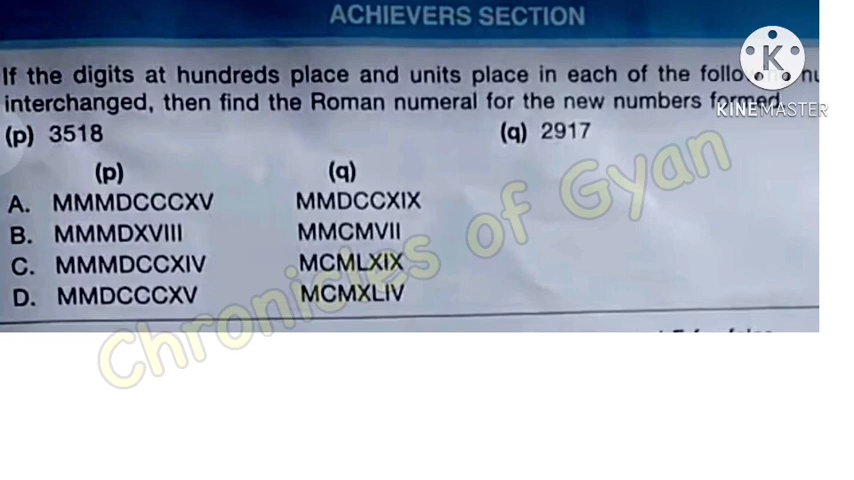 ACHIEVERS SECTION
If the digits at hundreds place and units place in each of the
interchanged, then find the Roman numeral for the new numbers formed.
KINEMASTER
(p) 3518 (q) 2917
(p) (q)
A. MMMDCCCXV MMDCCXIX
B. MMMDXVIII MMCMVII
C. MMMDCCXIV MCMLXIX
D. MMDCCCXV MCMXLIV
Chronicles of Gyan